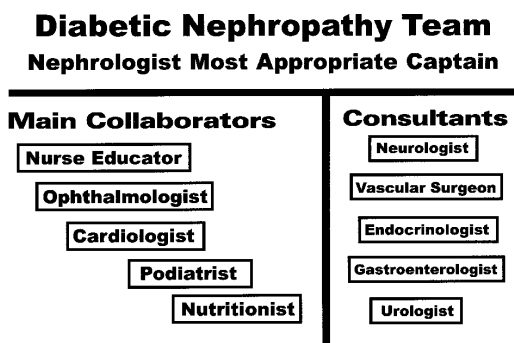 Diabetic Nephropathy Team
Nephrologist Most Appropriate Captain
Main Collaborators
Nurse Educator
Ophthalmologist
Cardiologist
Podiatrist
Nutritionist
Consultants
Neurologist
Vascular Surgeon
Endocrinologist
Gastroenterologist
Urologist